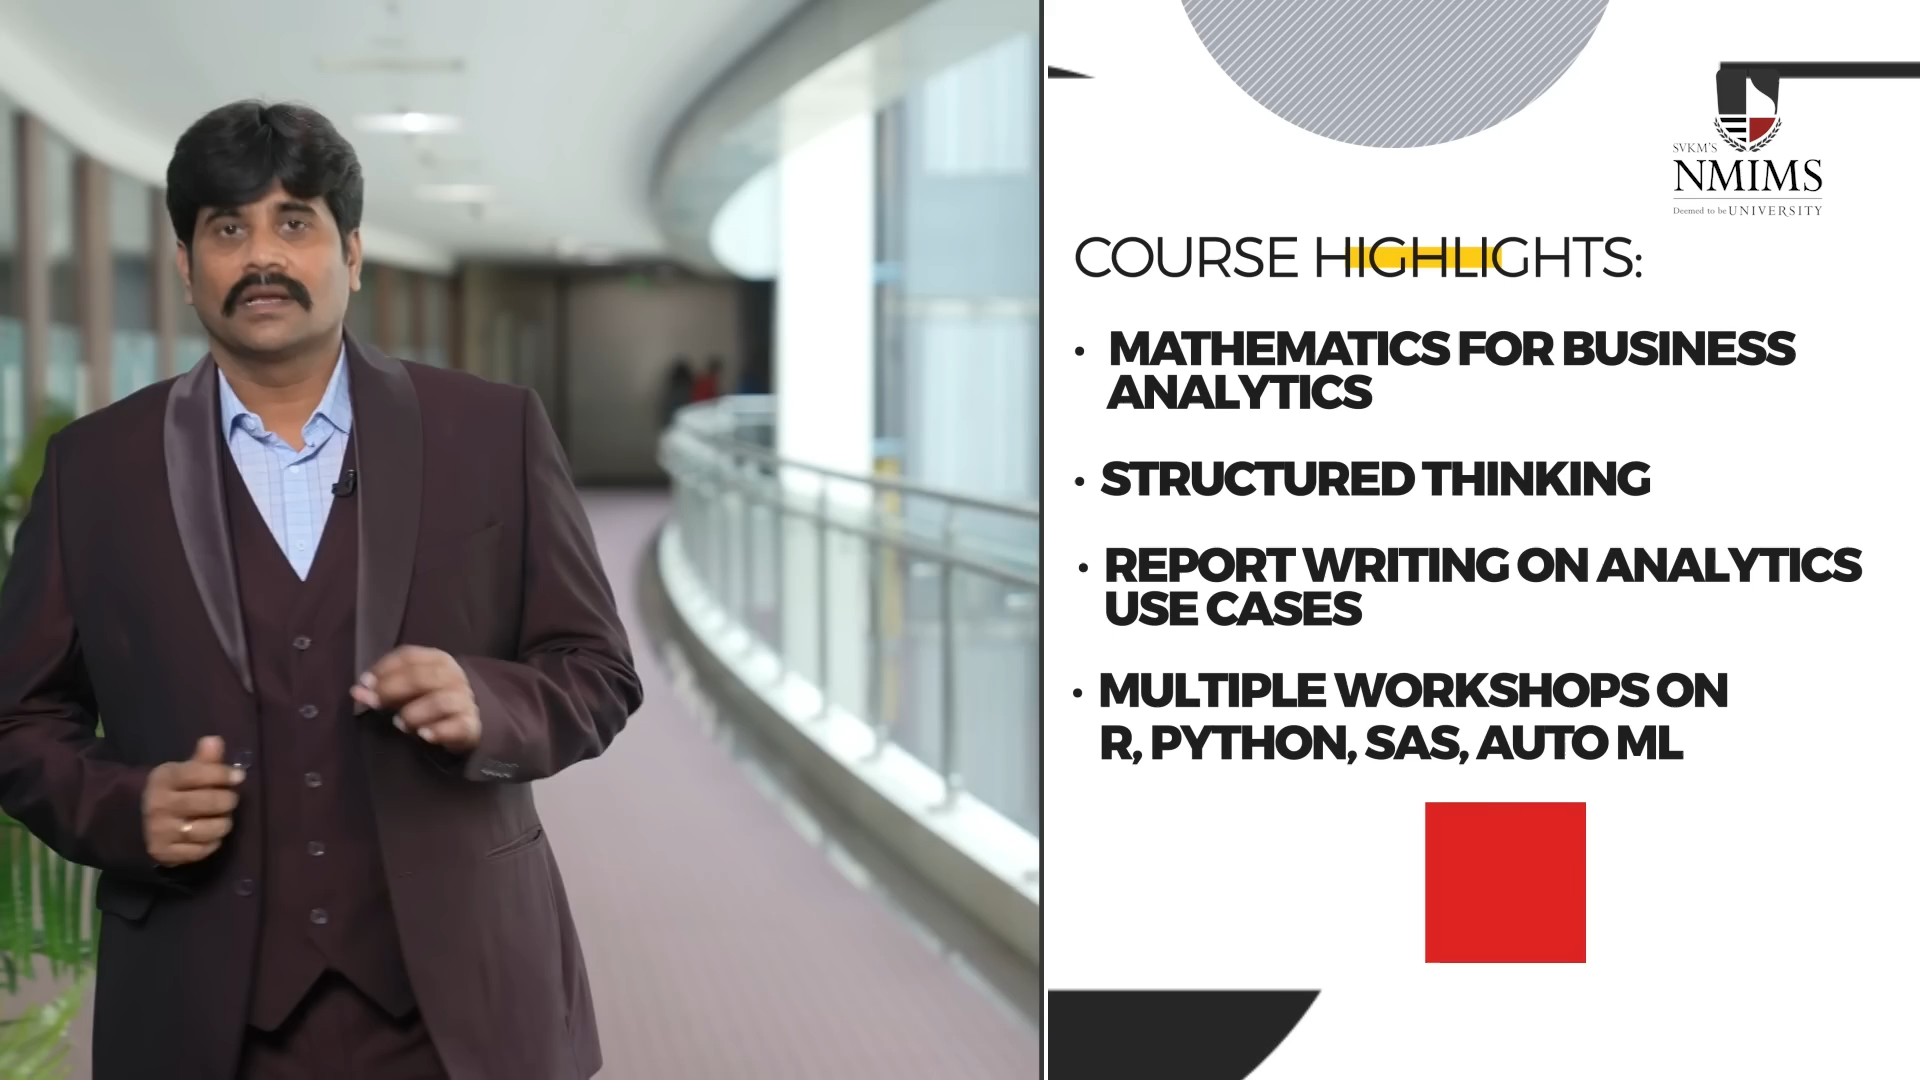 SVKM'S
NMIMS
Deemed to be UNIVERSITY
COURSE HIGHLIGHTS:
• MATHEMATICS FOR BUSINESS
ANALYTICS
• STRUCTURED THINKING
• REPORT WRITING ON ANALYTICS
USE CASES
• MULTIPLE WORKSHOPS ON
R, PYTHON, SAS, AUTO ML